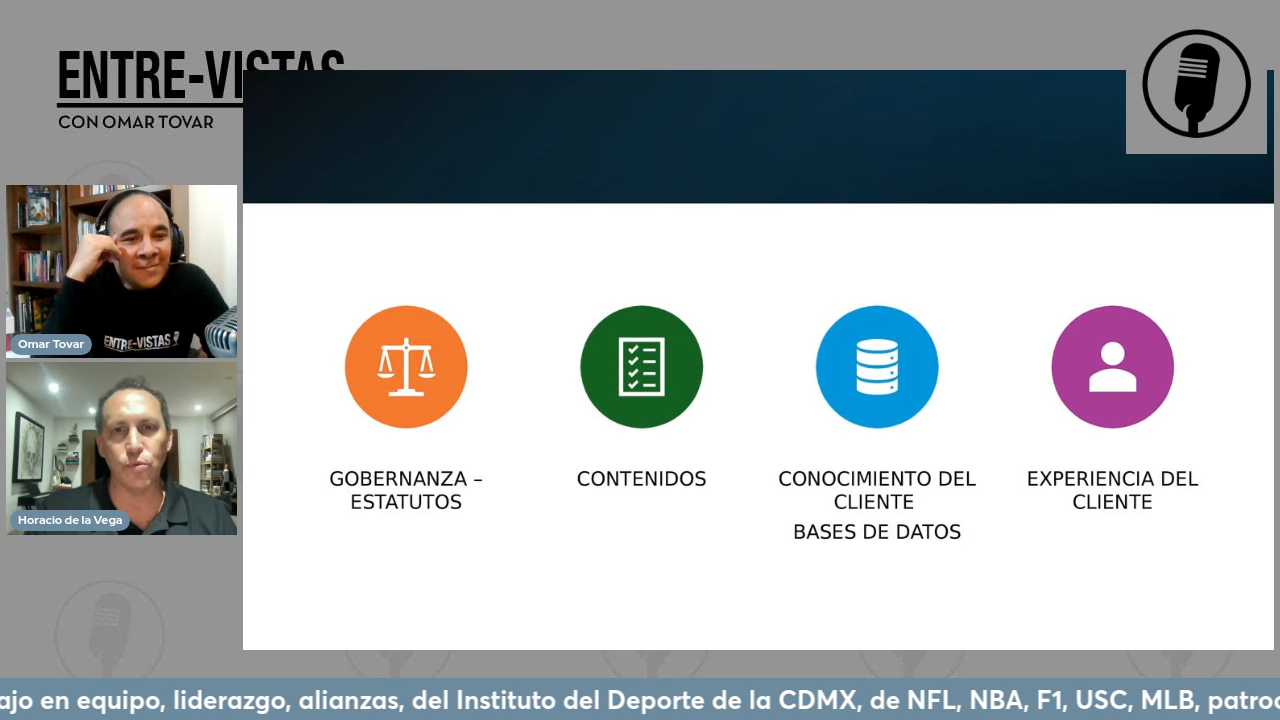 ENTRE-VISTAS
CON OMAR TOVAR
ENTRE-VISTAS
Omar Tovar
Horacio de la Vega
GOBERNANZA –
ESTATUTOS
CONTENIDOS
CONOCIMIENTO DEL
CLIENTE
BASES DE DATOS
EXPERIENCIA DEL
CLIENTE
ajo en equipo, liderazgo, alianzas, del Instituto del Deporte de la CDMX, de NFL, NBA, F1, USC, MLB, patroc